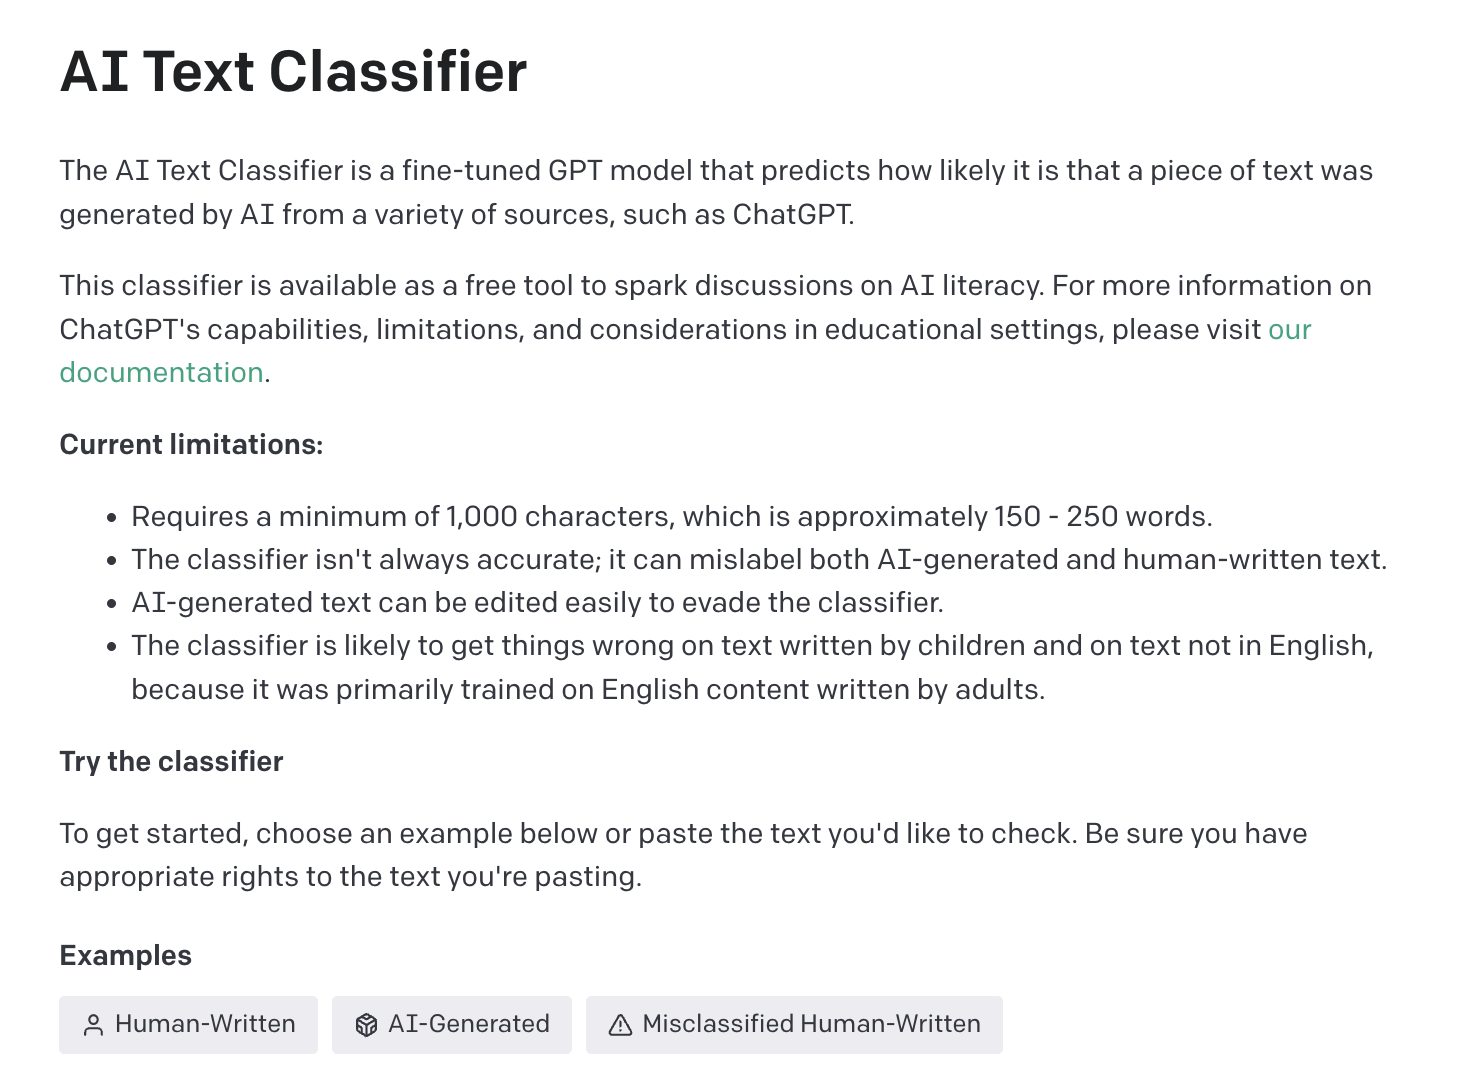 AI Text Classifier
The AI Text Classifier is a fine-tuned GPT model that predicts how likely it is that a piece of text was
generated by AI from a variety of sources, such as ChatGPT.
This classifier is available as a free tool to spark discussions on AI literacy. For more information on
ChatGPT's capabilities, limitations, and considerations in educational settings, please visit our
documentation.
Current limitations:
• Requires a minimum of 1,000 characters, which is approximately 150 - 250 words.
• The classifier isn't always accurate; it can mislabel both AI-generated and human-written text.
• AI-generated text can be edited easily to evade the classifier.
• The classifier is likely to get things wrong on text written by children and on text not in English,
because it was primarily trained on English content written by adults.
Try the classifier
To get started, choose an example below or paste the text you'd like to check. Be sure you have
appropriate rights to the text you're pasting.
Examples
Human-Written AI-Generated Misclassified Human-Written